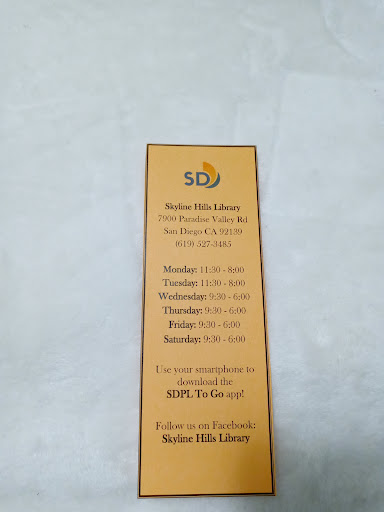 SD
Skyline Hills Library
7900 Paradise Valley Rd
San Diego CA 92139
(619) 527-3485
Monday: 11:30 - 8:00
Tuesday: 11:30 - 8:00
Wednesday: 9:30 - 6:00
Thursday: 9:30 - 6:00
Friday: 9:30 - 6:00
Saturday: 9:30 - 6:00
Use your smartphone to
download the
SDPL To Go app!
Follow us on Facebook:
Skyline Hills Library